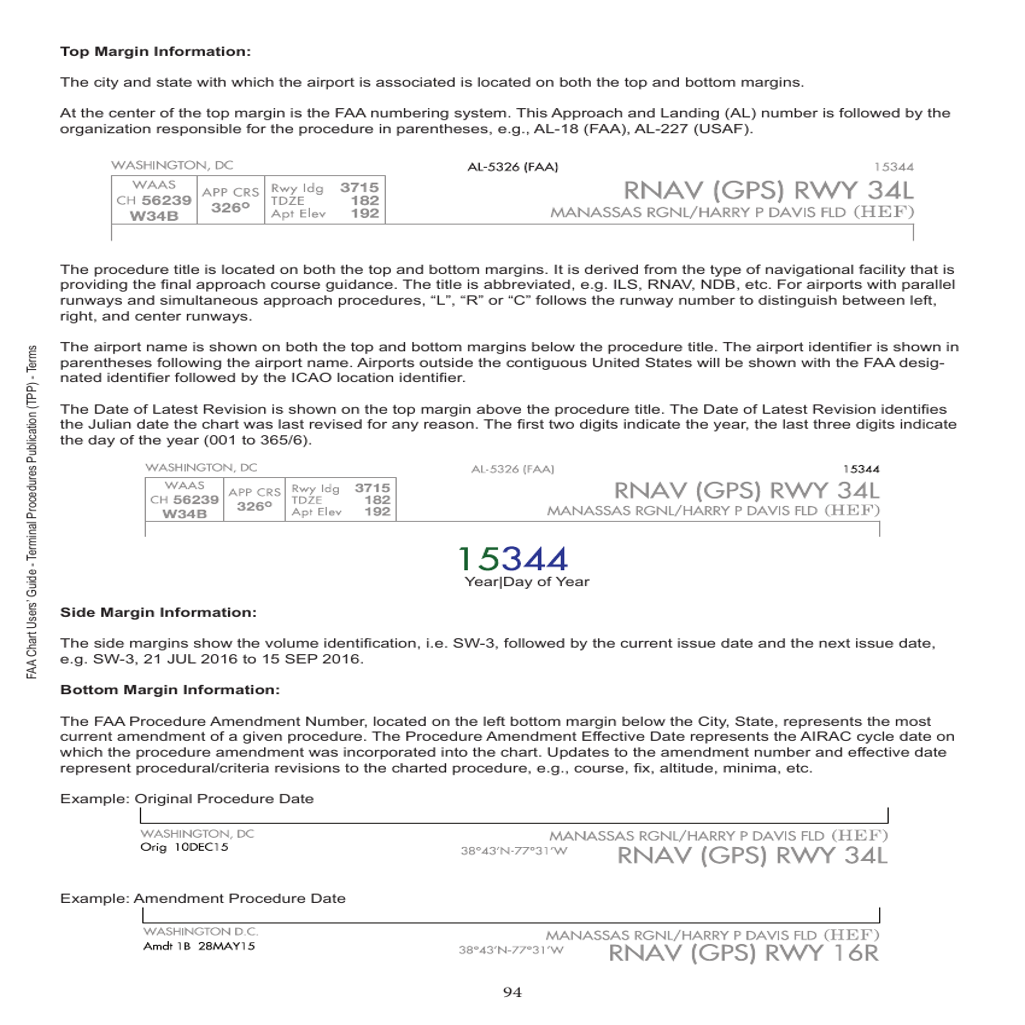 Top Margin Information:
The city and state with which the airport is associated is located on both the top and bottom margins.
At the center of the top margin is the FAA numbering system. This Approach and Landing (AL) number is followed by the
organization responsible for the procedure in parentheses, e.g., AL-18 (FAA), AL-227 (USAF).
WASHINGTON, DC
AL-5326 (FAA)
15344
WAAS
CH 56239
W34B
APP CRS
326°
Rwy ldg 3715
TDZE 182
Apt Elev 192
RNAV (GPS) RWY 34L
MANASSAS RGNL/HARRY P DAVIS FLD (HEF)
The procedure title is located on both the top and bottom margins. It is derived from the type of navigational facility that is
providing the final approach course guidance. The title is abbreviated, e.g. ILS, RNAV, NDB, etc. For airports with parallel
runways and simultaneous approach procedures, “L”, “R” or “C” follows the runway number to distinguish between left,
right, and center runways.
The airport name is shown on both the top and bottom margins below the procedure title. The airport identifier is shown in
parentheses following the airport name. Airports outside the contiguous United States will be shown with the FAA desig-
nated identifier followed by the ICAO location identifier.
The Date of Latest Revision is shown on the top margin above the procedure title. The Date of Latest Revision identifies
the Julian date the chart was last revised for any reason. The first two digits indicate the year, the last three digits indicate
the day of the year (001 to 365/6).
WASHINGTON, DC
AL-5326 (FAA)
15344
WAAS
CH 56239
W34B
APP CRS
326°
Rwy ldg 3715
TDZE 182
Apt Elev 192
RNAV (GPS) RWY 34L
MANASSAS RGNL/HARRY P DAVIS FLD (HEF)
15344
Year|Day of Year
Side Margin Information:
The side margins show the volume identification, i.e. SW-3, followed by the current issue date and the next issue date,
e.g. SW-3, 21 JUL 2016 to 15 SEP 2016.
Bottom Margin Information:
The FAA Procedure Amendment Number, located on the left bottom margin below the City, State, represents the most
current amendment of a given procedure. The Procedure Amendment Effective Date represents the AIRAC cycle date on
which the procedure amendment was incorporated into the chart. Updates to the amendment number and effective date
represent procedural/criteria revisions to the charted procedure, e.g., course, fix, altitude, minima, etc.
Example: Original Procedure Date
WASHINGTON, DC
Orig 10DEC15
38°43'N-77°31'W
MANASSAS RGNL/HARRY P DAVIS FLD (HEF)
RNAV (GPS) RWY 34L
Example: Amendment Procedure Date
WASHINGTON D.C.
Amdt 1B 28MAY15
38°43'N-77°31'W
MANASSAS RGNL/HARRY P DAVIS FLD (HEF)
RNAV (GPS) RWY 16R
94
FAA Chart Users' Guide - Terminal Procedures Publication (TPP) - Terms